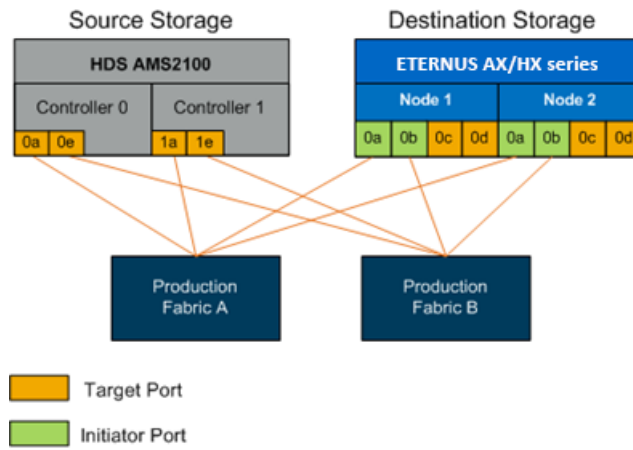 Source Storage
Destination Storage
HDS AMS2100
ETERNUS AX/HX series
Controller 0
Controller 1
Node 1
Node 2
0a 0e
1a 1e
0a 0b 0c 0d 0a 0b 0c 0d
Production
Fabric A
Production
Fabric B
Target Port
Initiator Port